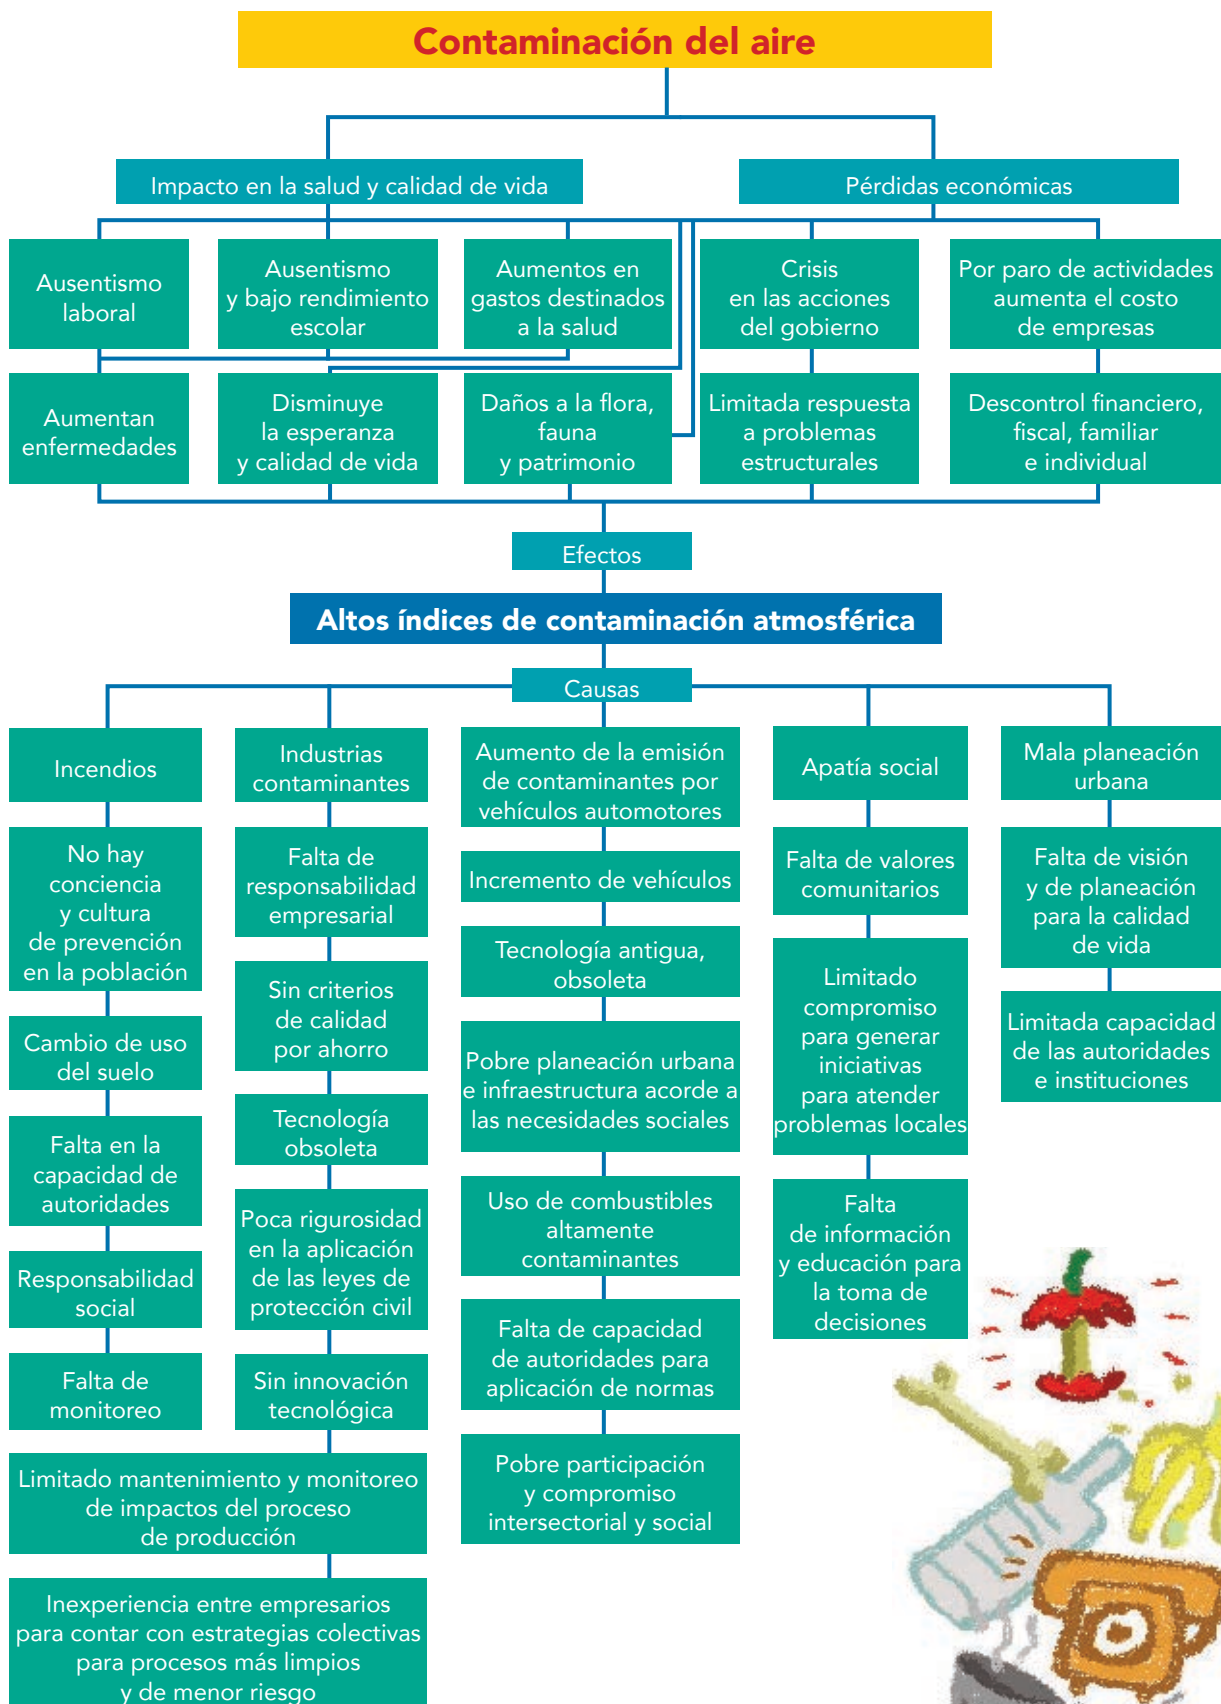 Contaminación del aire
Impacto en la salud y calidad de vida
Pérdidas económicas
Ausentismo
laboral
Ausentismo
y bajo rendimiento
escolar
Aumentos en
gastos destinados
a la salud
Crisis
en las acciones
del gobierno
Por paro de actividades
aumenta el costo
de empresas
Aumentan
enfermedades
Disminuye
la esperanza
y calidad de vida
Daños a la flora,
fauna
y patrimonio
Limitada respuesta
a problemas
estructurales
Descontrol financiero,
fiscal, familiar
e individual
Efectos
Altos índices de contaminación atmosférica
Causas
Incendios
No hay
conciencia
y cultura
de prevención
en la población
Cambio de uso
del suelo
Falta en la
capacidad de
autoridades
Responsabilidad
social
Falta de
monitoreo
Industrias
contaminantes
Falta de
responsabilidad
empresarial
Sin criterios
de calidad
por ahorro
Tecnología
obsoleta
Poca rigurosidad
en la aplicación
de las leyes de
protección civil
Sin innovación
tecnológica
Limitado mantenimiento y monitoreo
de impactos del proceso
de producción
Inexperiencia entre empresarios
para contar con estrategias colectivas
para procesos más limpios
y de menor riesgo
Aumento de la emisión
de contaminantes por
vehículos automotores
Incremento de vehículos
Tecnología antigua,
obsoleta
Pobre planeación urbana
e infraestructura acorde a
las necesidades sociales
Uso de combustibles
altamente
contaminantes
Falta de capacidad
de autoridades para
aplicación de normas
Pobre participación
y compromiso
intersectorial y social
Apatía social
Falta de valores
comunitarios
Limitado
compromiso
para generar
iniciativas
para atender
problemas locales
Falta
de información
y educación para
la toma de
decisiones
Mala planeación
urbana
Falta de visión
y de planeación
para la calidad
de vida
Limitada capacidad
de las autoridades
e instituciones